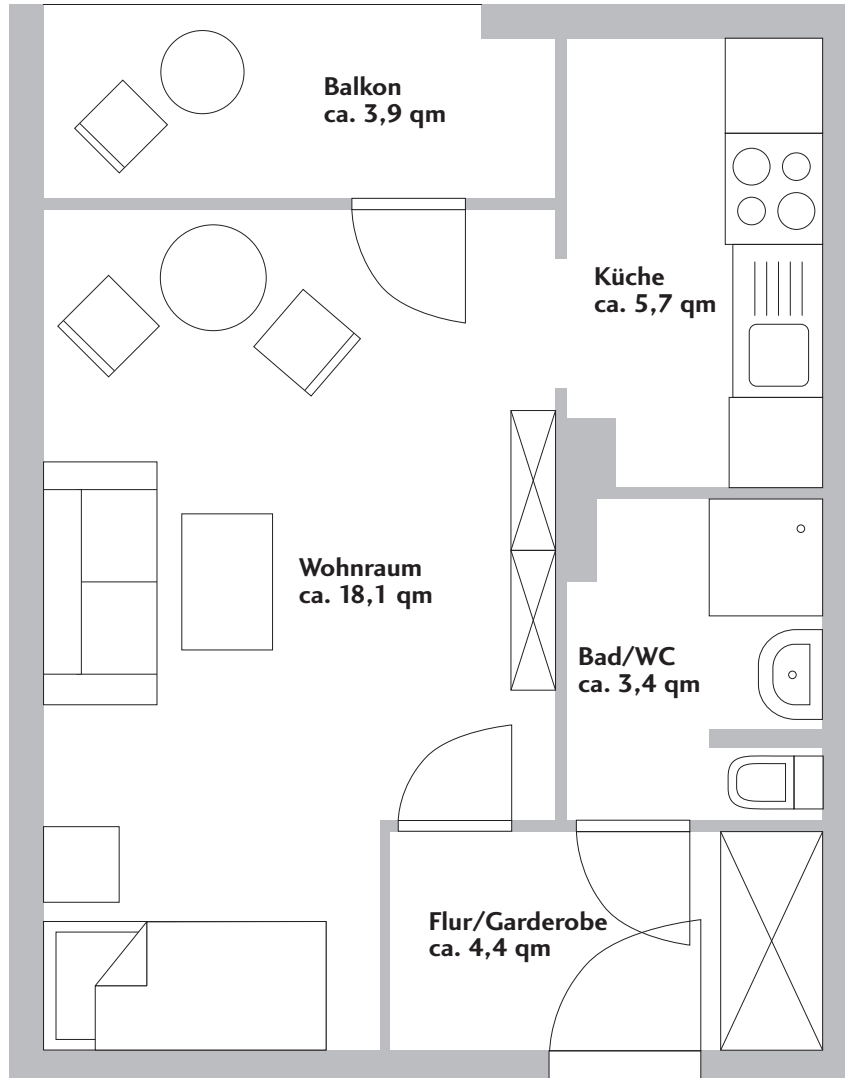 Balkon
ca. 3,9 qm
Küche
ca. 5,7 qm
Wohnraum
ca. 18,1 qm
Bad/WC
ca. 3,4 qm
Flur/Garderobe
ca. 4,4 qm